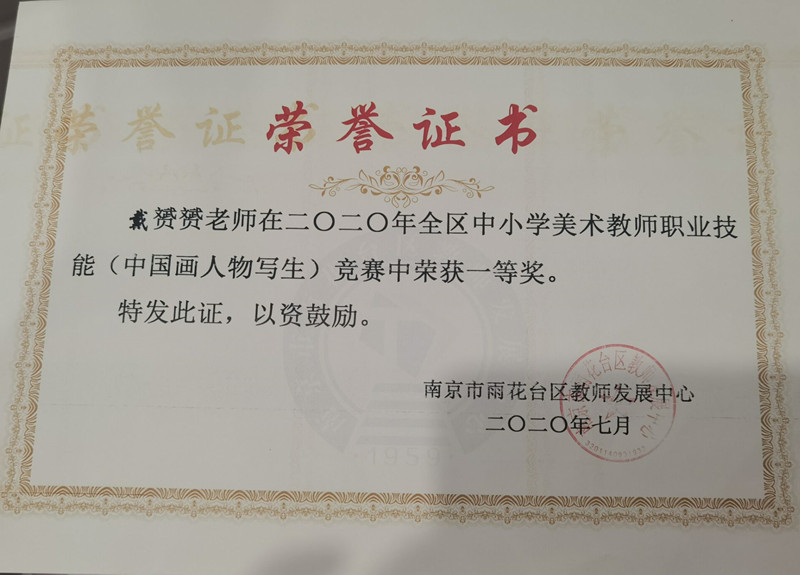 荣誉证书
戴赟赟老师在二〇二〇年全区中小学美术教师职业技
能（中国画人物写生）竞赛中荣获一等奖。
特发此证，以资鼓励。
南京市雨花台区教师发展中心
二〇二〇年七月
1959